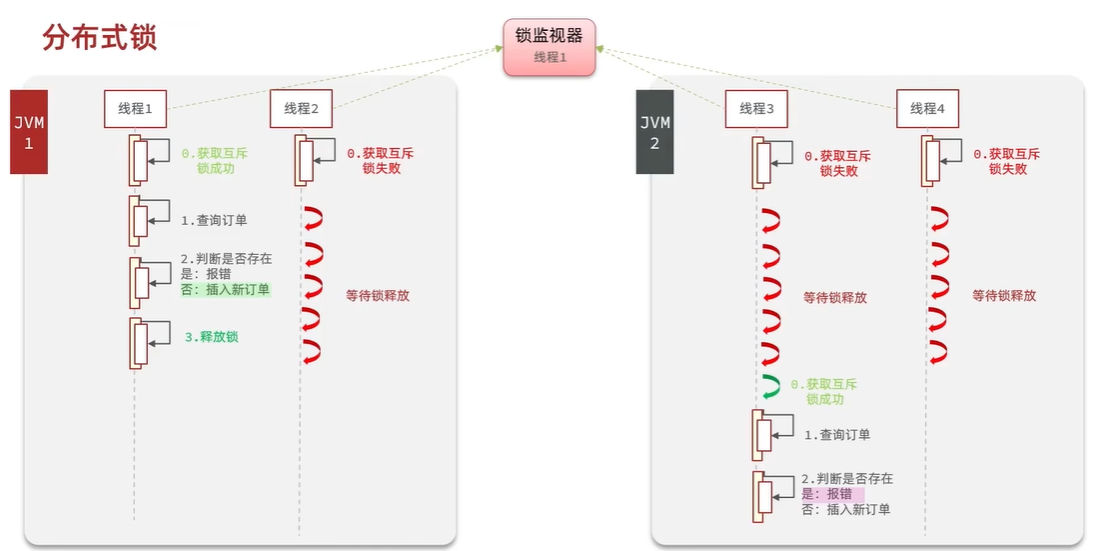 分布式锁
锁监视器
线程1
JVM
1
线程1
0.获取互斥
锁成功
1.查询订单
2.判断是否存在
是：报错
否：插入新订单
3.释放锁
线程2
0.获取互斥
锁失败
等待锁释放
JVM
2
线程3
0.获取互斥
锁失败
等待锁释放
0.获取互斥
锁成功
1.查询订单
2.判断是否存在
是：报错
否：插入新订单
线程4
0.获取互斥
锁失败
等待锁释放